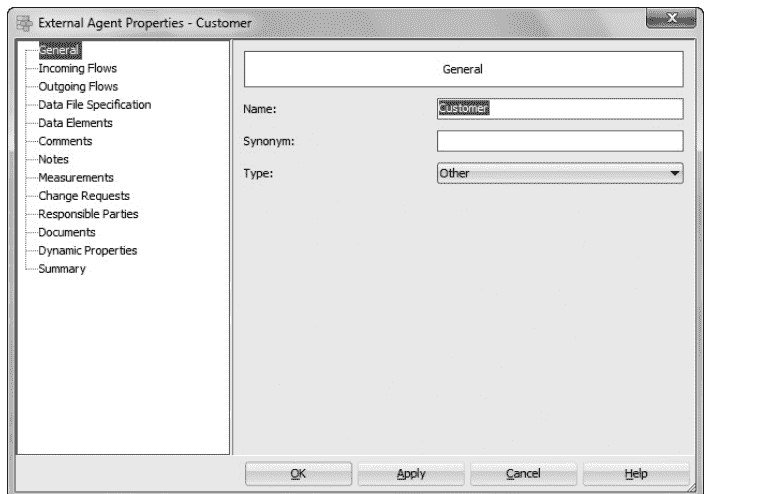 External Agent Properties - Customer
X
General
Incoming Flows
Outgoing Flows
Data File Specification
Data Elements
Comments
Notes
Measurements
Change Requests
Responsible Parties
Documents
Dynamic Properties
Summary
General
Name: Customer
Synonym:
Type: Other
OK Apply Cancel Help